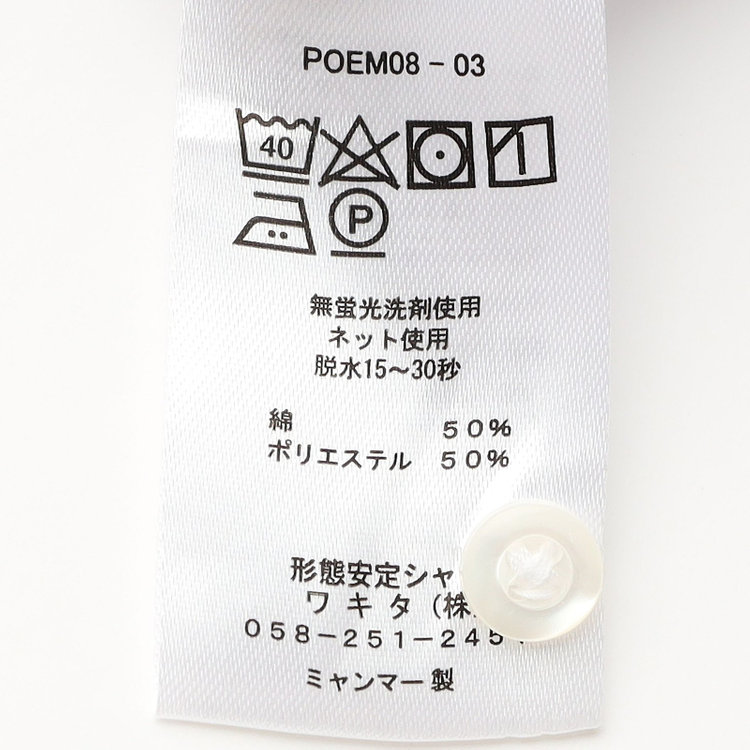 POEM08-03
40
P
無蛍光洗剤使用
ネット使用
脱水15～30秒
綿 50%
ポリエステル 50%
形態安定シャ
ワキタ(株
058-251-245
ミャンマー製